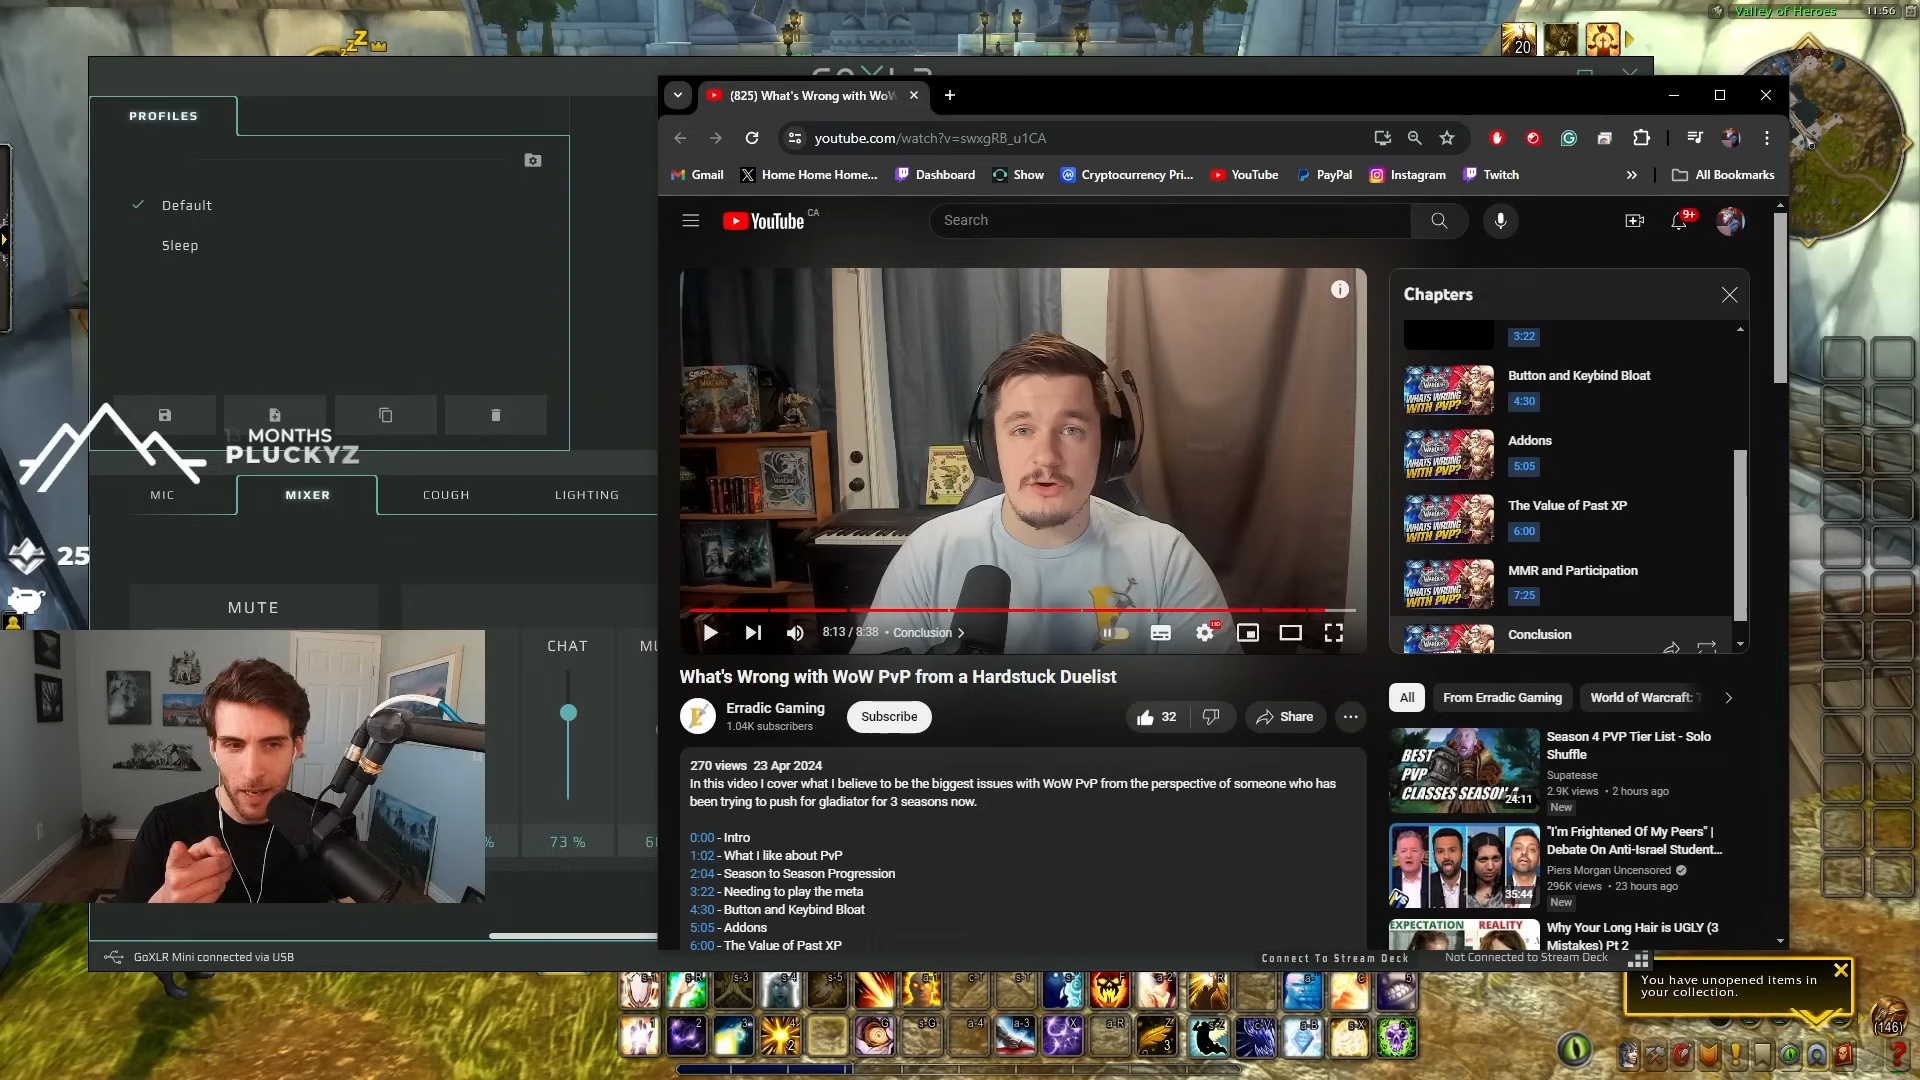 Valley of Heroes
11:56
20
PROFILES
Default
Sleep
MONTHS
PLUCKYZ
MIC
MIXER
COUGH
LIGHTING
25
MUTE
CHAT
73 %
GoXLR Mini connected via USB
(825) What's Wrong with WoW
youtube.com/watch?v=swxgRB_u1CA
Gmail
Home Home Home...
Dashboard
Show
Cryptocurrency Pri...
YouTube
PayPal
Instagram
Twitch
»
All Bookmarks
YouTube CA
Search
9+
8:13 / 8:38 • Conclusion
HD
What's Wrong with WoW PvP from a Hardstuck Duelist
Erradic Gaming
1.04K subscribers
Subscribe
32
Share
270 views 23 Apr 2024
In this video I cover what I believe to be the biggest issues with WoW PvP from the perspective of someone who has
been trying to push for gladiator for 3 seasons now.
0:00 - Intro
1:02 - What I like about PvP
2:04 - Season to Season Progression
3:22 - Needing to play the meta
4:30 - Button and Keybind Bloat
5:05 - Addons
6:00 - The Value of Past XP
Chapters
3:22
Button and Keybind Bloat
4:30
Addons
5:05
The Value of Past XP
6:00
MMR and Participation
7:25
Conclusion
All
From Erradic Gaming
World of Warcraft:
BEST
PVP
CLASSES SEASON 4
24:11
Season 4 PVP Tier List - Solo
Shuffle
Supatease
2.9K views • 2 hours ago
New
35:44
"I'm Frightened Of My Peers" |
Debate On Anti-Israel Student...
Piers Morgan Uncensored
296K views • 23 hours ago
New
EXPECTATION
REALITY
Why Your Long Hair is UGLY (3
Mistakes) Pt 2
Connect To Stream Deck
Not Connected to Stream Deck
You have unopened items in
your collection.
(146)